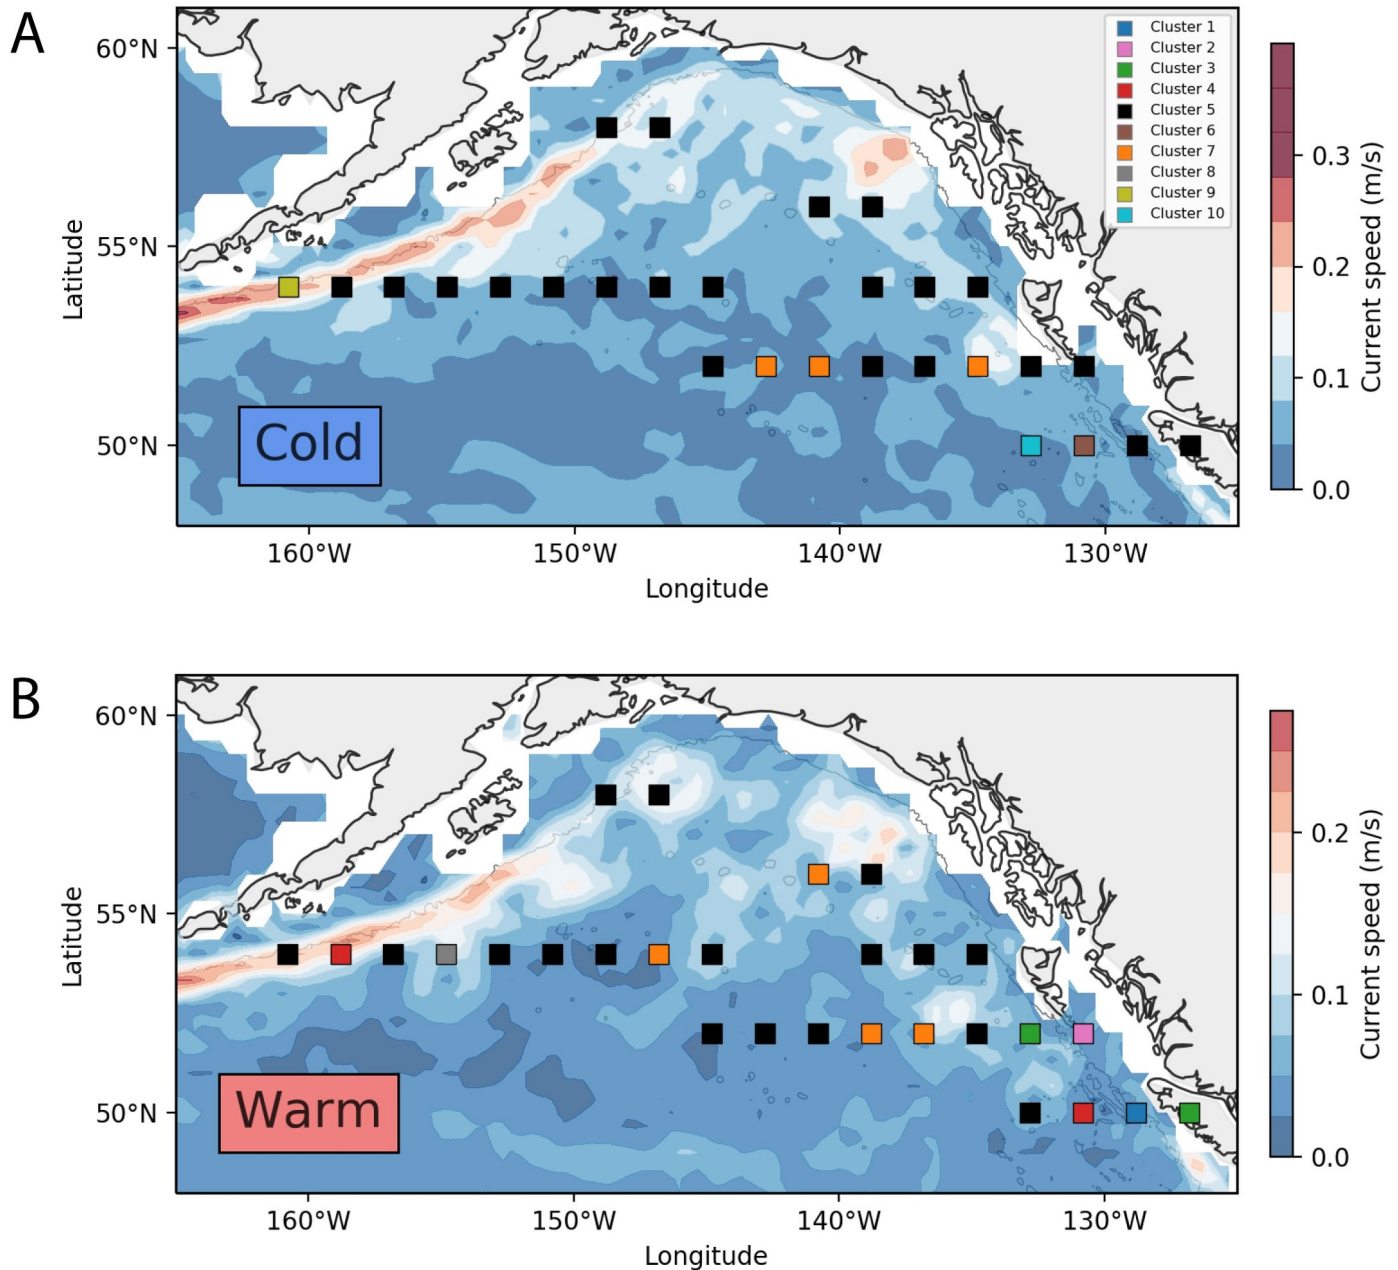 A
60°N
55°N
50°N
Latitude
Cluster 1
Cluster 2
Cluster 3
Cluster 4
Cluster 5
Cluster 6
Cluster 7
Cluster 8
Cluster 9
Cluster 10
Cold
160°W
150°W
140°W
130°W
Longitude
0.3
0.2
0.1
0.0
Current speed (m/s)
B
60°N
55°N
50°N
Latitude
Warm
160°W
150°W
140°W
130°W
Longitude
0.2
0.1
0.0
Current speed (m/s)